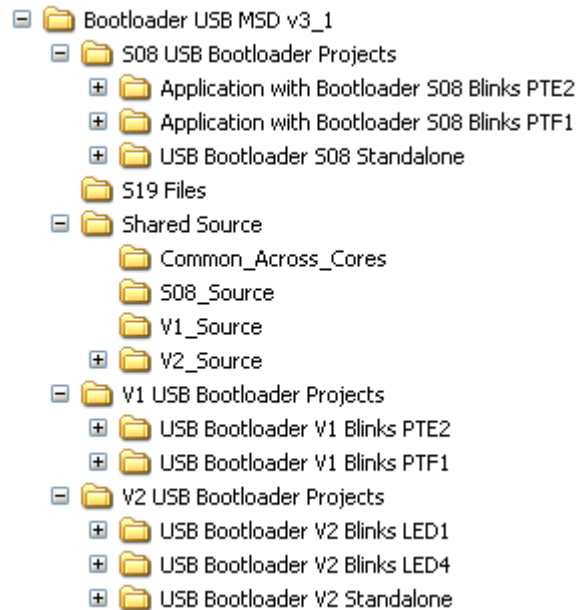 Bootloader USB MSD v3_1
S08 USB Bootloader Projects
Application with Bootloader S08 Blinks PTE2
Application with Bootloader S08 Blinks PTF1
USB Bootloader S08 Standalone
S19 Files
Shared Source
Common_Across_Cores
S08_Source
V1_Source
V2_Source
V1 USB Bootloader Projects
USB Bootloader V1 Blinks PTE2
USB Bootloader V1 Blinks PTF1
V2 USB Bootloader Projects
USB Bootloader V2 Blinks LED1
USB Bootloader V2 Blinks LED4
USB Bootloader V2 Standalone